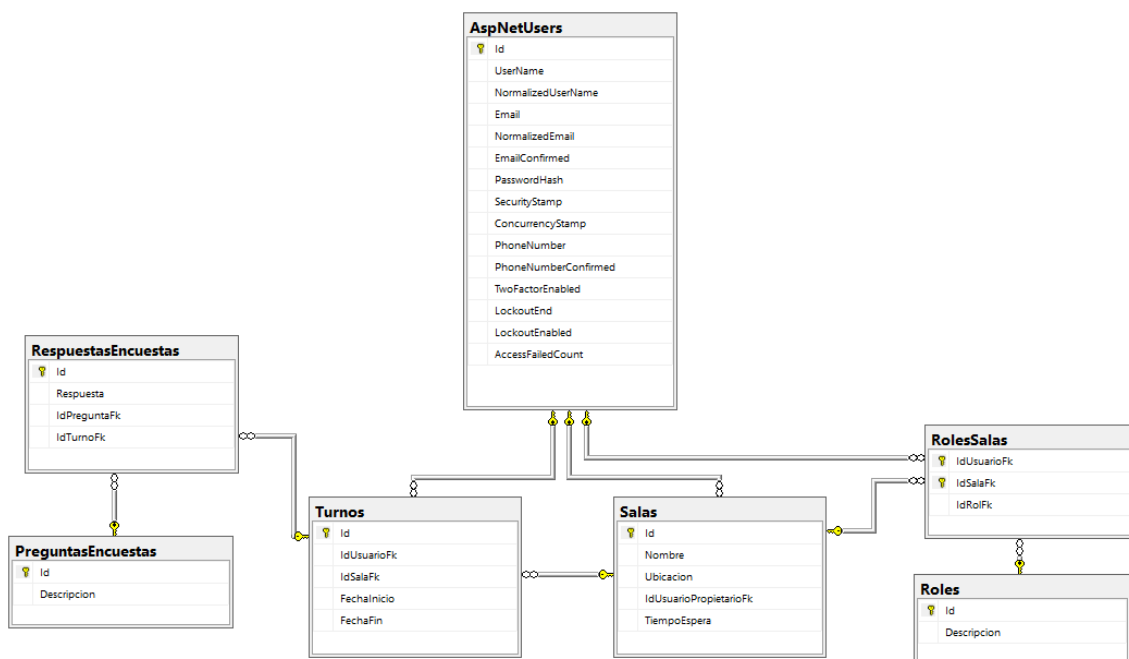 AspNetUsers
Id
UserName
NormalizedUserName
Email
NormalizedEmail
EmailConfirmed
PasswordHash
SecurityStamp
ConcurrencyStamp
PhoneNumber
PhoneNumberConfirmed
TwoFactorEnabled
LockoutEnd
LockoutEnabled
AccessFailedCount
RespuestasEncuestas
Id
Respuesta
IdPreguntaFk
IdTurnoFk
PreguntasEncuestas
Id
Descripcion
Turnos
Id
IdUsuarioFk
IdSalaFk
FechaInicio
FechaFin
Salas
Id
Nombre
Ubicacion
IdUsuarioPropietarioFk
TiempoEspera
RolesSalas
IdUsuarioFk
IdSalaFk
IdRolFk
Roles
Id
Descripcion